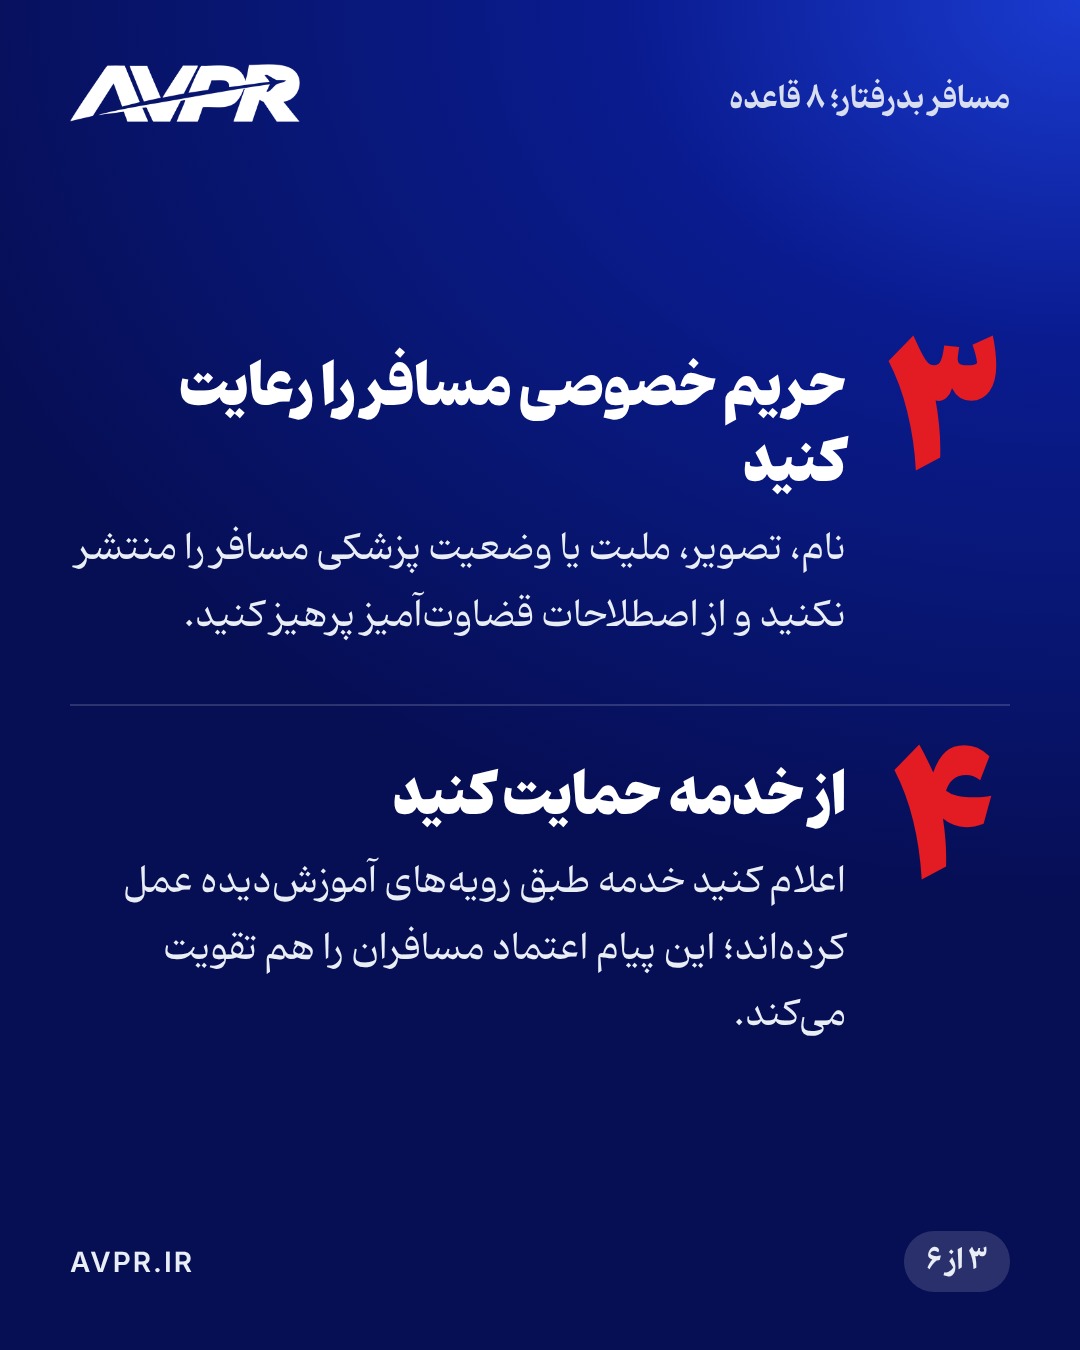 مسافر بدرفتار؛ ۸ قاعده
AVPR
۳
حریم خصوصی مسافر را رعایت
کنید
نام، تصویر، ملیت یا وضعیت پزشکی مسافر را منتشر
نکنید و از اصطلاحات قضاوت‌آمیز پرهیز کنید.
۴
از خدمه حمایت کنید
اعلام کنید خدمه طبق رویه‌های آموزش‌دیده عمل
کرده‌اند؛ این پیام اعتماد مسافران را هم تقویت
می‌کند.
۳ از ۶
AVPR.IR